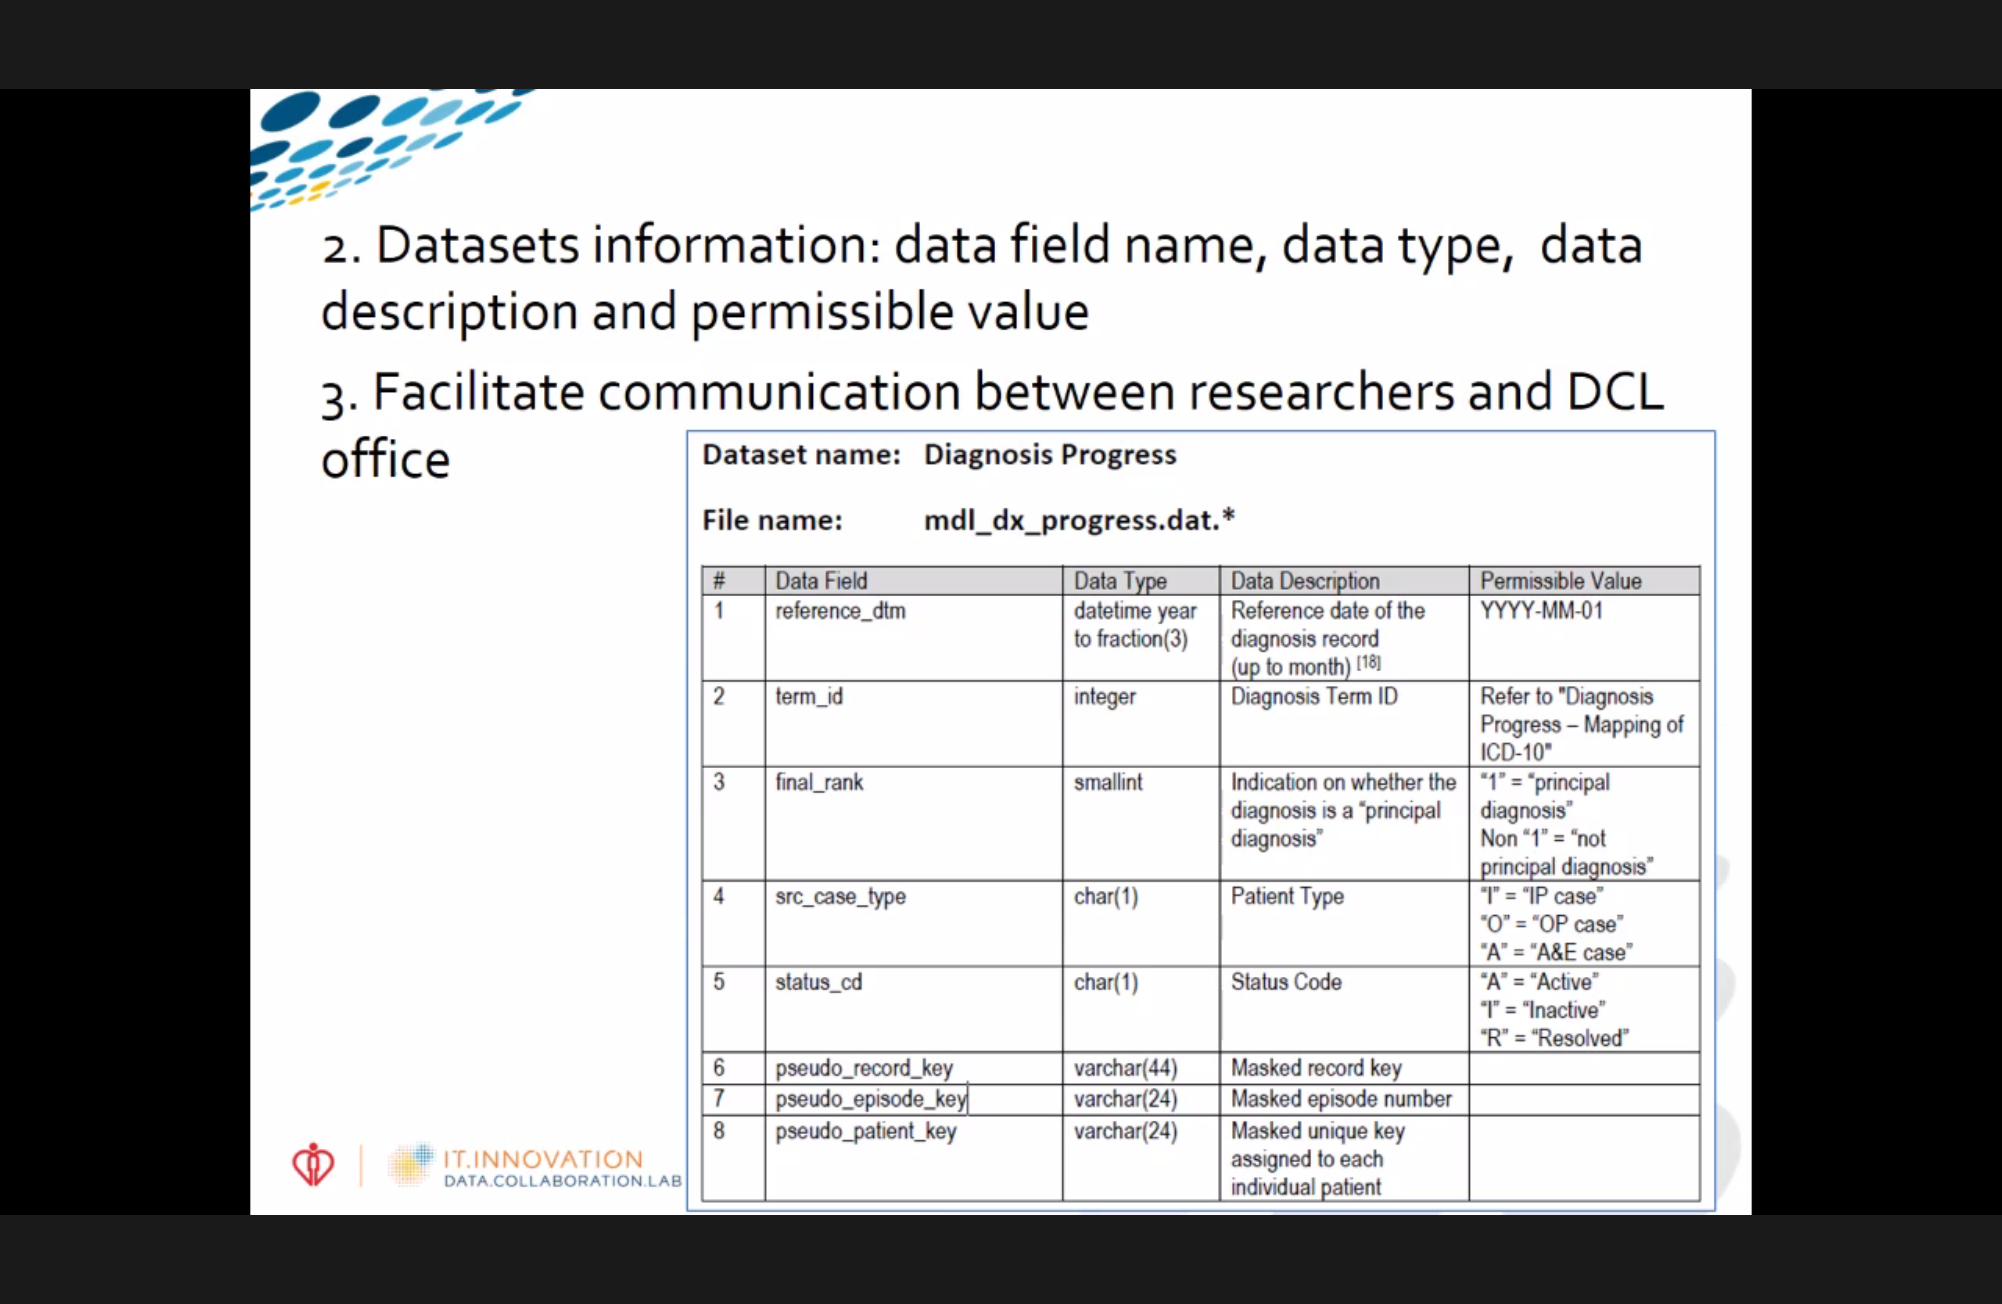 2. Datasets information: data field name, data type, data
description and permissible value
3. Facilitate communication between researchers and DCL
office
Dataset name: Diagnosis Progress
File name: mdl_dx_progress.dat.*
# Data Field Data Type Data Description Permissible Value
1 reference_dtm datetime year Reference date of the YYYY-MM-01
to fraction(3) diagnosis record
(up to month) [18]
2 term_id integer Diagnosis Term ID Refer to "Diagnosis
Progress – Mapping of
ICD-10"
3 final_rank smallint Indication on whether the “1” = “principal
diagnosis is a “principal diagnosis”
diagnosis” Non “1” = “not
principal diagnosis”
4 src_case_type char(1) Patient Type “I” = “IP case”
“O” = “OP case”
“A” = “A&E case”
5 status_cd char(1) Status Code “A” = “Active”
“I” = “Inactive”
“R” = “Resolved”
6 pseudo_record_key varchar(44) Masked record key
7 pseudo_episode_key varchar(24) Masked episode number
8 pseudo_patient_key varchar(24) Masked unique key
assigned to each
individual patient
IT.INNOVATION
DATA.COLLABORATION.LAB